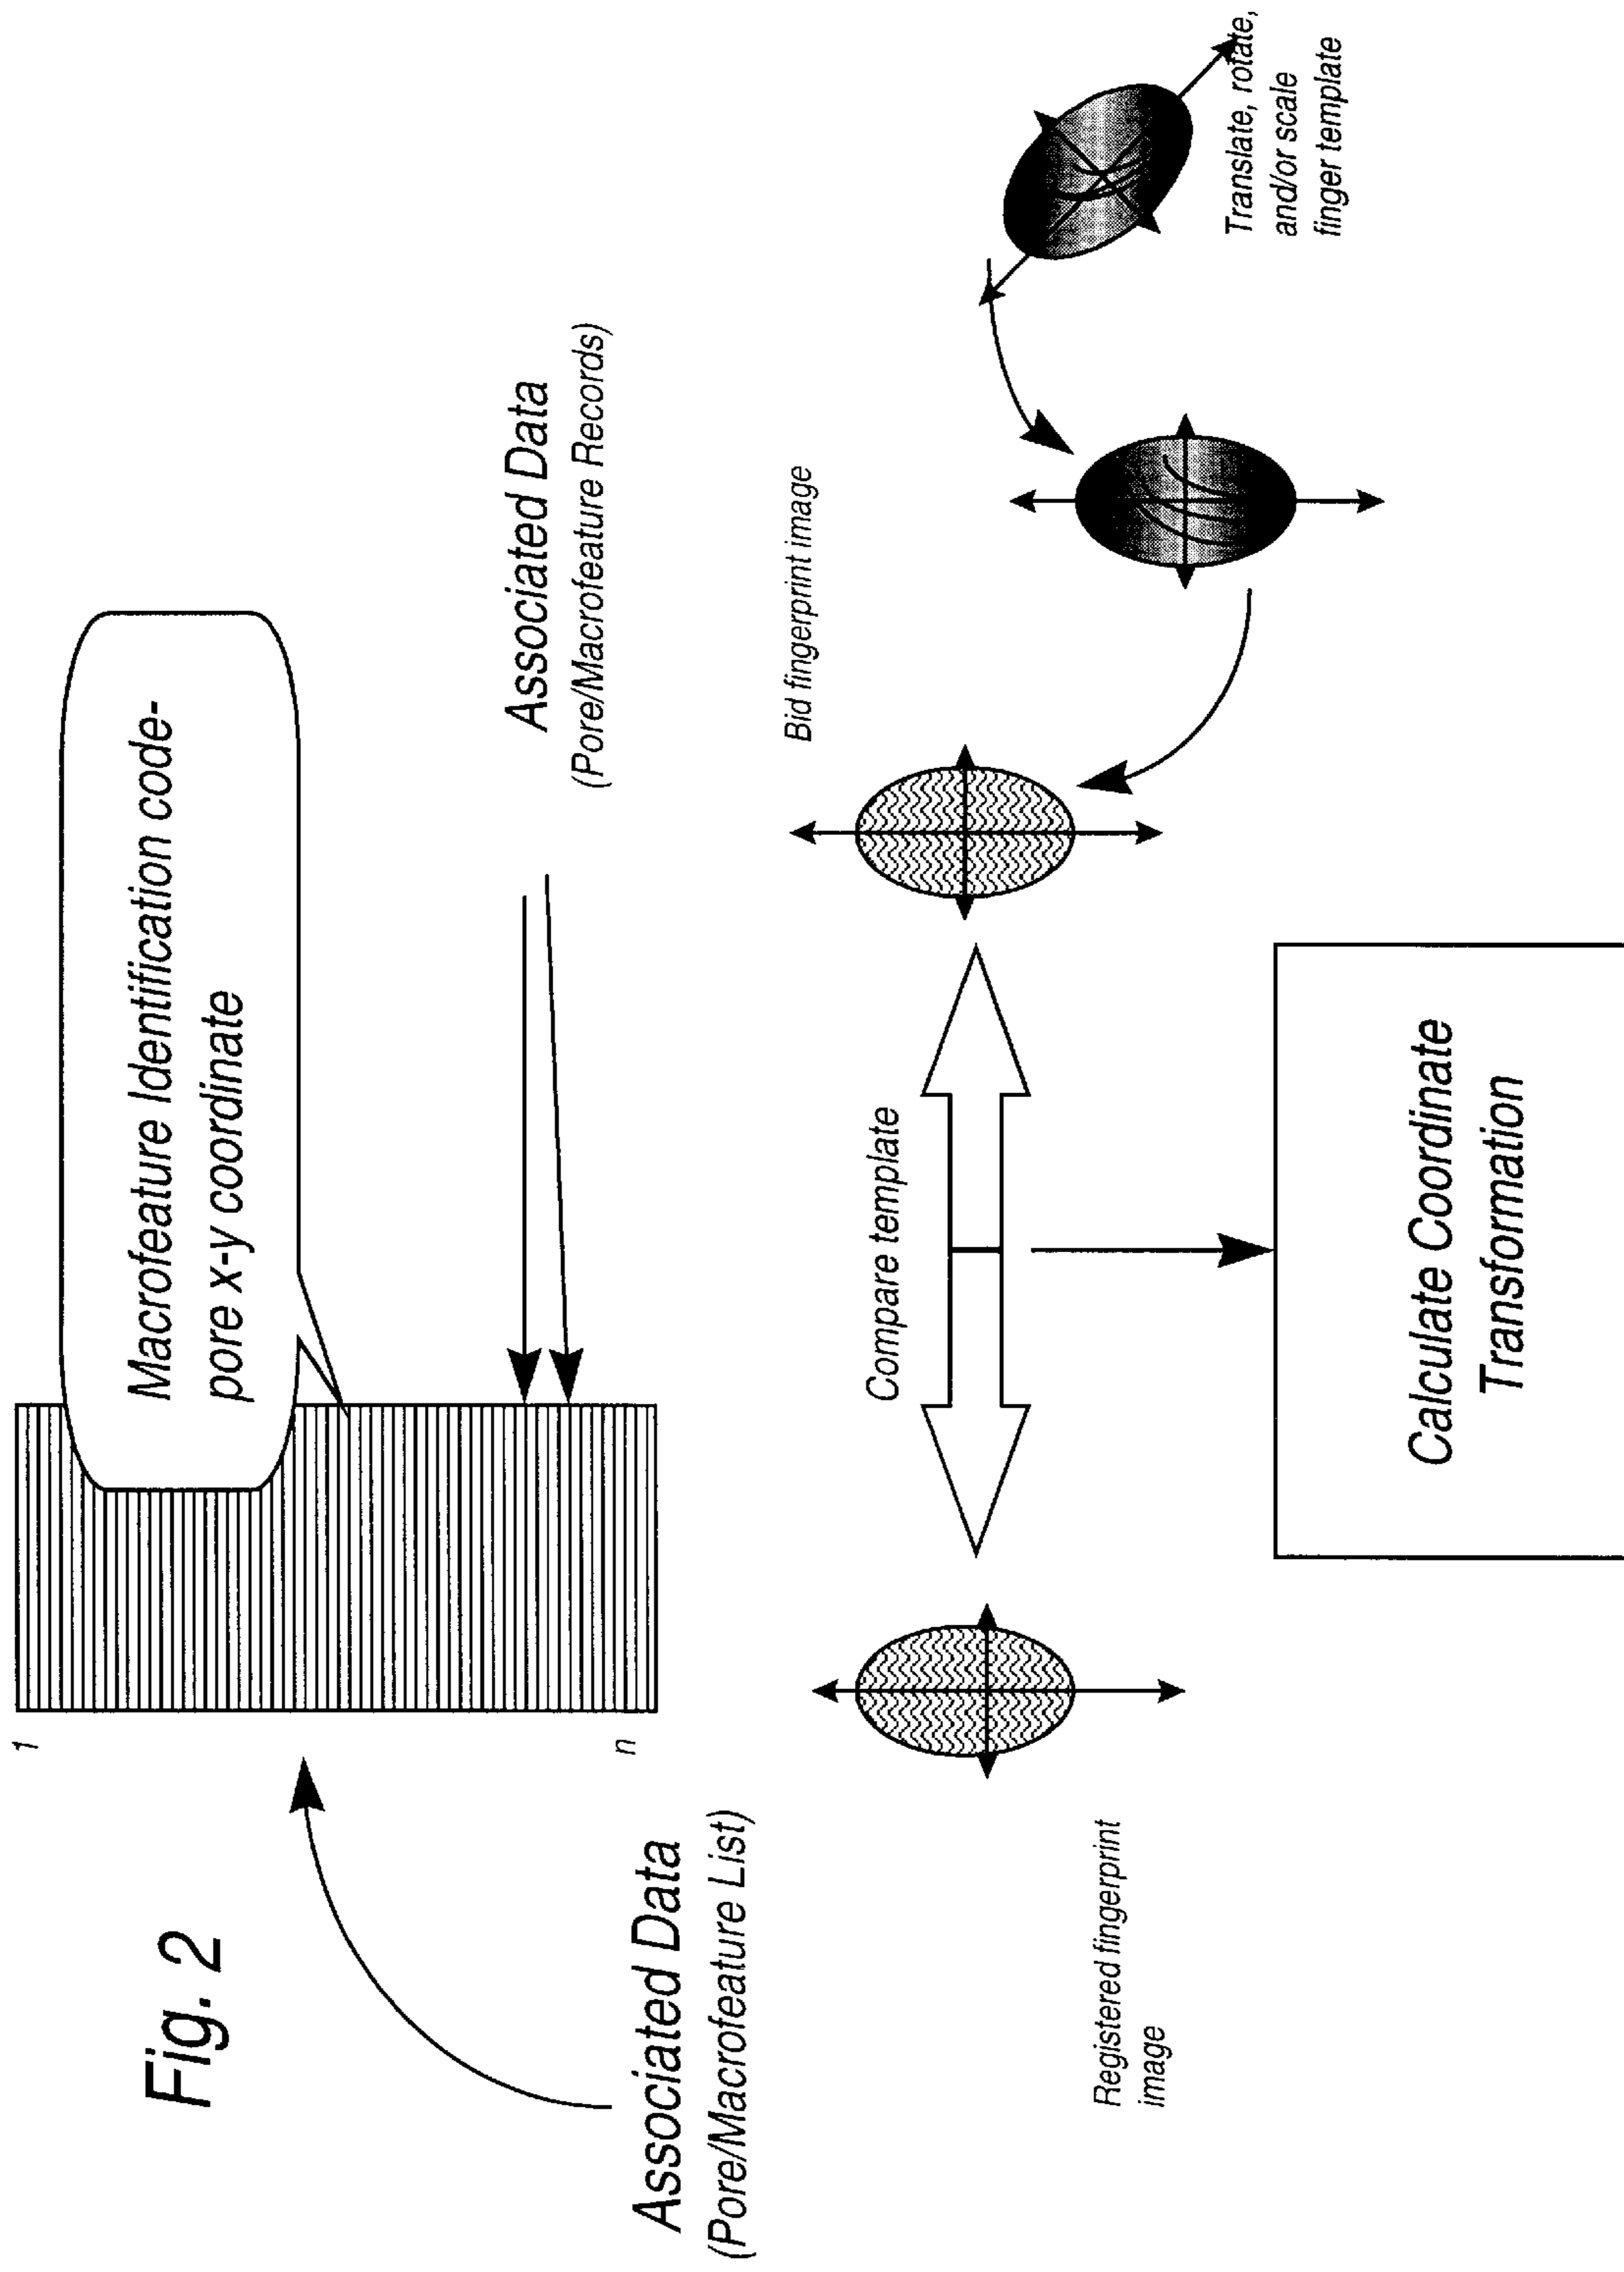 Fig. 2
1
n
Macrofeature Identification code-
pore x-y coordinate
Associated Data
(Pore/Macrofeature List)
Associated Data
(Pore/Macrofeature Records)
Registered fingerprint
image
Compare template
Bid fingerprint image
Translate, rotate,
and/or scale
finger template
Calculate Coordinate
Transformation